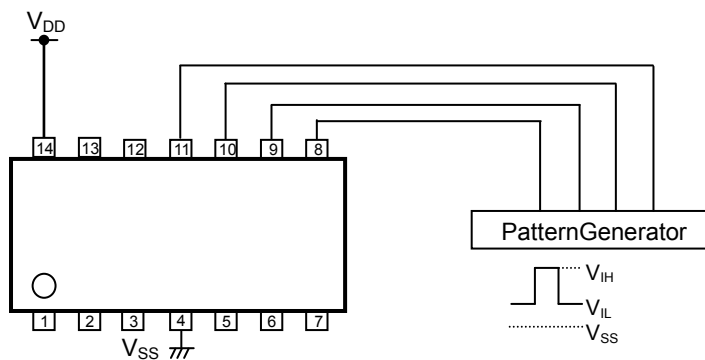 VDD
14 13 12 11 10 9 8
PatternGenerator
VIH
VIL
VSS
1 2 3 4 5 6 7
VSS